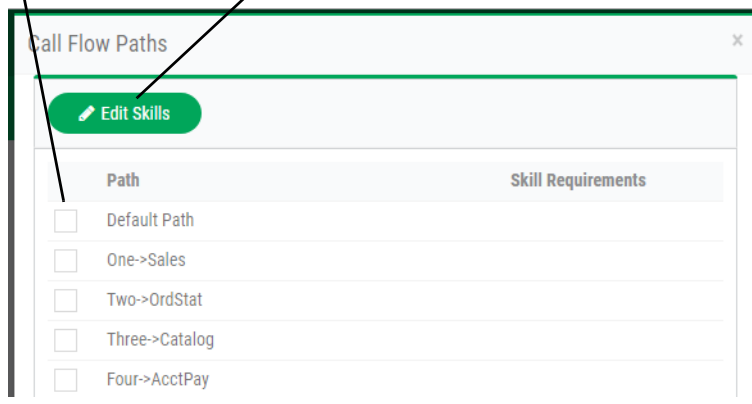 Call Flow Paths ×
Edit Skills
Path Skill Requirements
Default Path
One->Sales
Two->OrdStat
Three->Catalog
Four->AcctPay